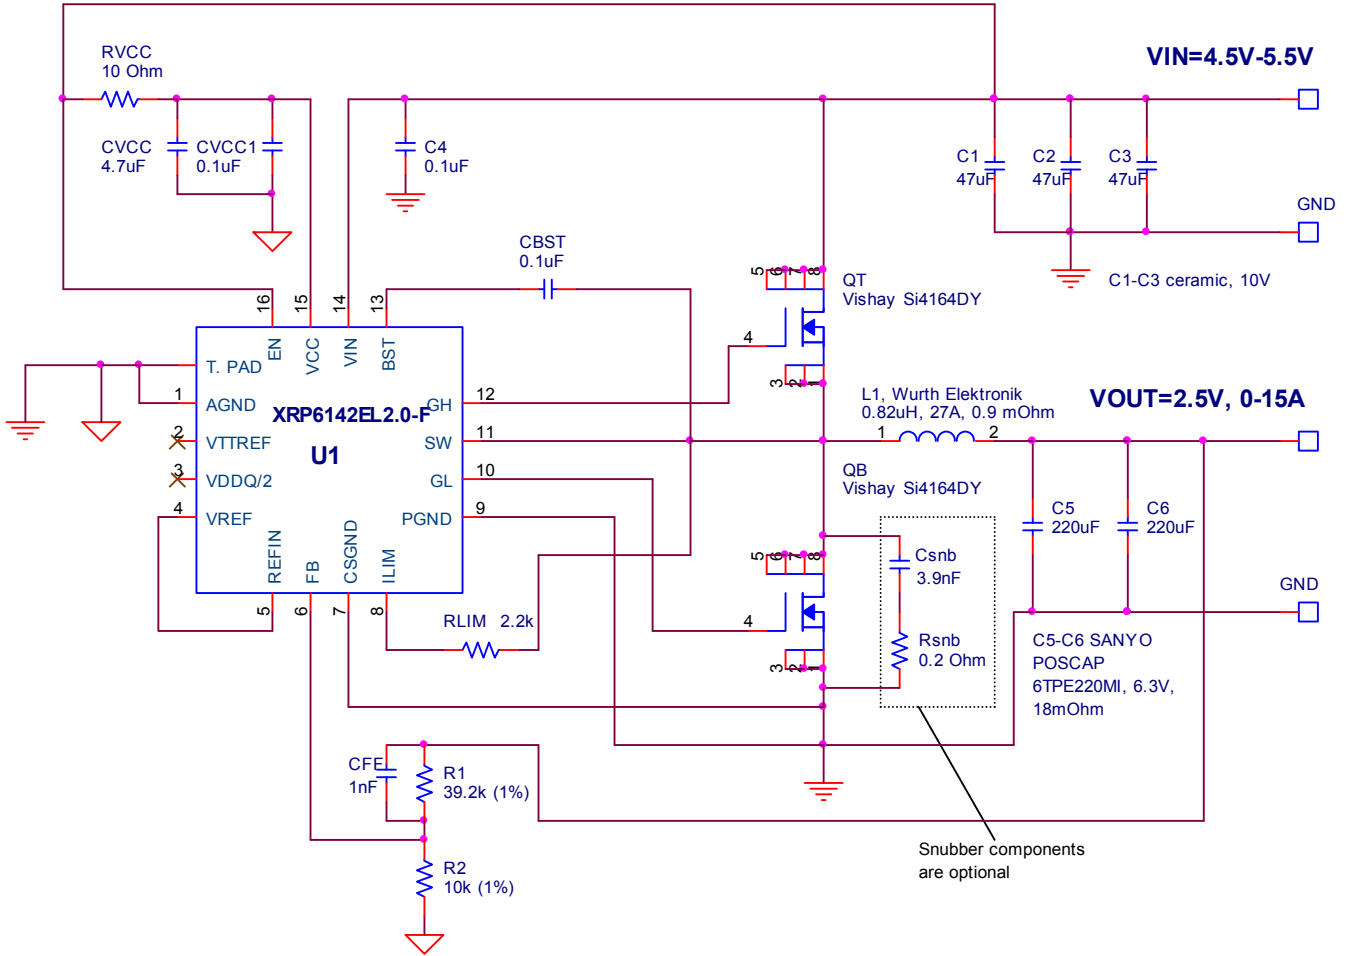 VIN=4.5V-5.5V
RVCC
10 Ohm
CVCC
4.7uF
CVCC1
0.1uF
C4
0.1uF
C1
47uF
C2
47uF
C3
47uF
GND
C1-C3 ceramic, 10V
CBST
0.1uF
5
6
7
8
QT
Vishay Si4164DY
4
3
2
1
16
15
14
13
EN
VCC
VIN
BST
T. PAD
1
AGND
2
VTTREF
3
VDDQ/2
4
VREF
XRP6142EL2.0-F
U1
GH
12
SW
11
GL
10
PGND
9
REFIN
FB
CSGND
ILIM
5
6
7
8
L1, Wurth Elektronik
0.82uH, 27A, 0.9 mOhm
1
2
VOUT=2.5V, 0-15A
QB
Vishay Si4164DY
5
6
7
8
4
3
2
1
Csnb
3.9nF
Rsnb
0.2 Ohm
C5
220uF
C6
220uF
GND
C5-C6 SANYO
POSCAP
6TPE220MI, 6.3V,
18mOhm
RLIM 2.2k
CFE
1nF
R1
39.2k (1%)
R2
10k (1%)
Snubber components
are optional